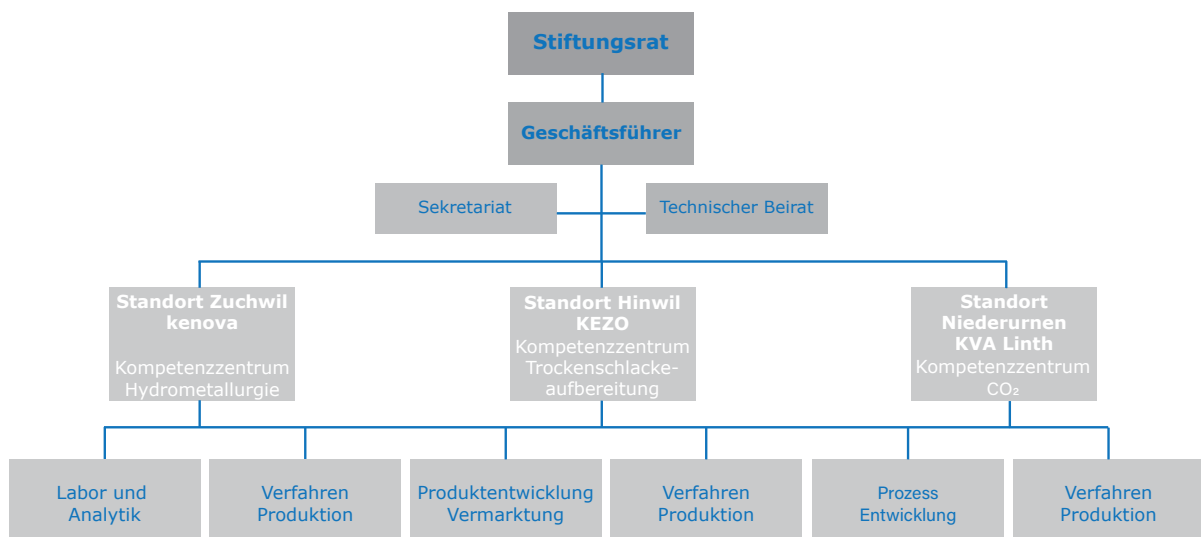 Stiftungsrat
Geschäftsführer
Sekretariat
Technischer Beirat
Standort Zuchwil
kenova
Kompetenzzentrum
Hydrometallurgie
Standort Hinwil
KEZO
Kompetenzzentrum
Trockenschlacke-
aufbereitung
Standort
Niederurnen
KVA Linth
Kompetenzzentrum
CO₂
Labor und
Analytik
Verfahren
Produktion
Produktentwicklung
Vermarktung
Verfahren
Produktion
Prozess
Entwicklung
Verfahren
Produktion